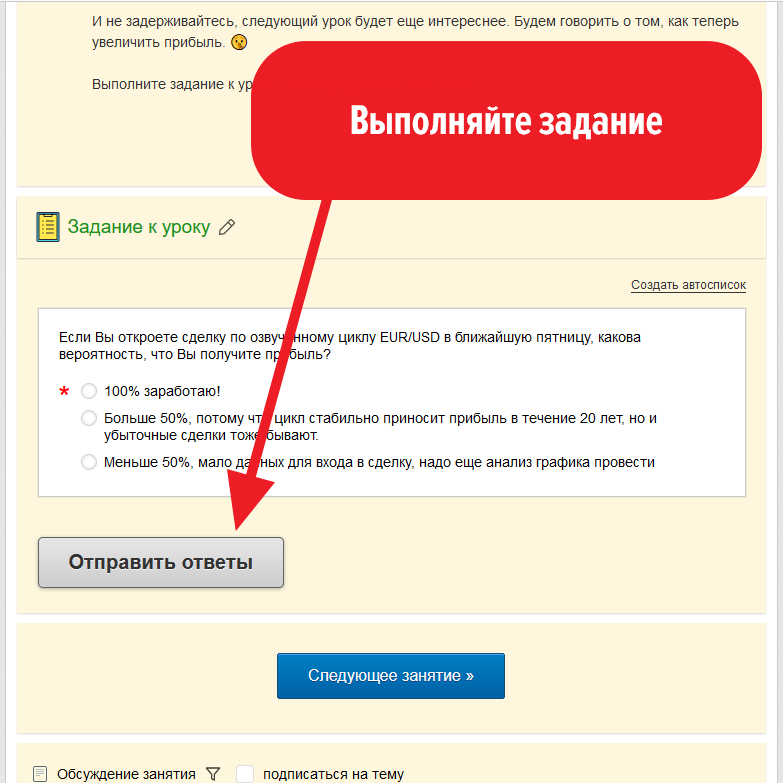 И не задерживайтесь, следующий урок будет еще интереснее. Будем говорить о том, как теперь
увеличить прибыль.
Выполните задание к
Выполняйте задание
Задание к уроку
Создать автосписок
Если Вы откроете сделку по озвученному циклу EUR/USD в ближайшую пятницу, какова
вероятность, что Вы получите прибыль?
* 100% заработаю!
Больше 50%, потому что цикл стабильно приносит прибыль в течение 20 лет, но и
убыточные сделки тоже бывают.
Меньше 50%, мало данных для входа в сделку, надо еще анализ графика провести
Отправить ответы
Следующее занятие »
Обсуждение занятия подписаться на тему